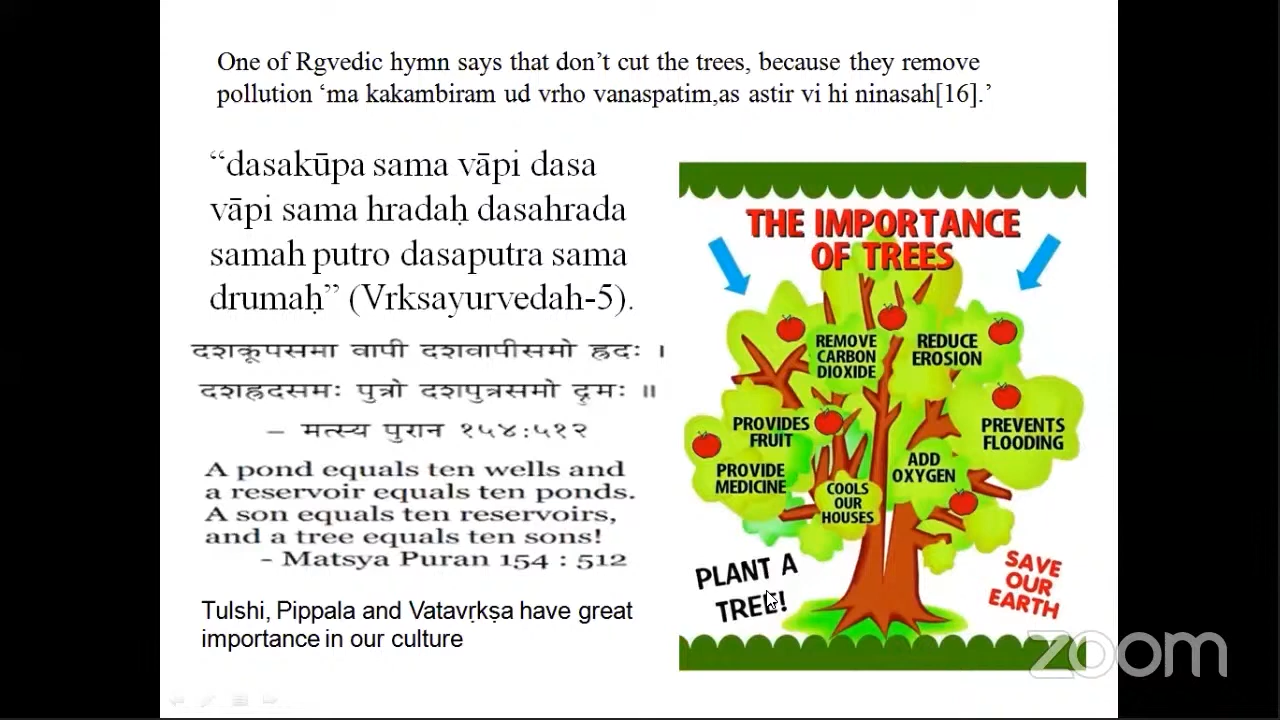 One of Rgvedic hymn says that don’t cut the trees, because they remove
pollution ‘ma kakambiram ud vrho vanaspatim,as astir vi hi ninasah[16].’
“dasakūpa sama vāpi dasa
vāpi sama hradaḥ dasahrada
samah putro dasaputra sama
drumaḥ” (Vrksayurvedah-5).
दशकूपसमा वापी दशवापीसमो ह्रदः ।
दशह्रदसमः पुत्रो दशपुत्रसमो द्रुमः ॥
– मत्स्य पुरान १५४:५१२
A pond equals ten wells and
a reservoir equals ten ponds.
A son equals ten reservoirs,
and a tree equals ten sons!
- Matsya Puran 154 : 512
Tulshi, Pippala and Vatavṛkṣa have great
importance in our culture
THE IMPORTANCE
OF TREES
REMOVE
CARBON
DIOXIDE
REDUCE
EROSION
PROVIDES
FRUIT
PREVENTS
FLOODING
PROVIDE
MEDICINE
ADD
OXYGEN
COOLS
OUR
HOUSES
PLANT A
TREE!
SAVE
OUR
EARTH
zoom